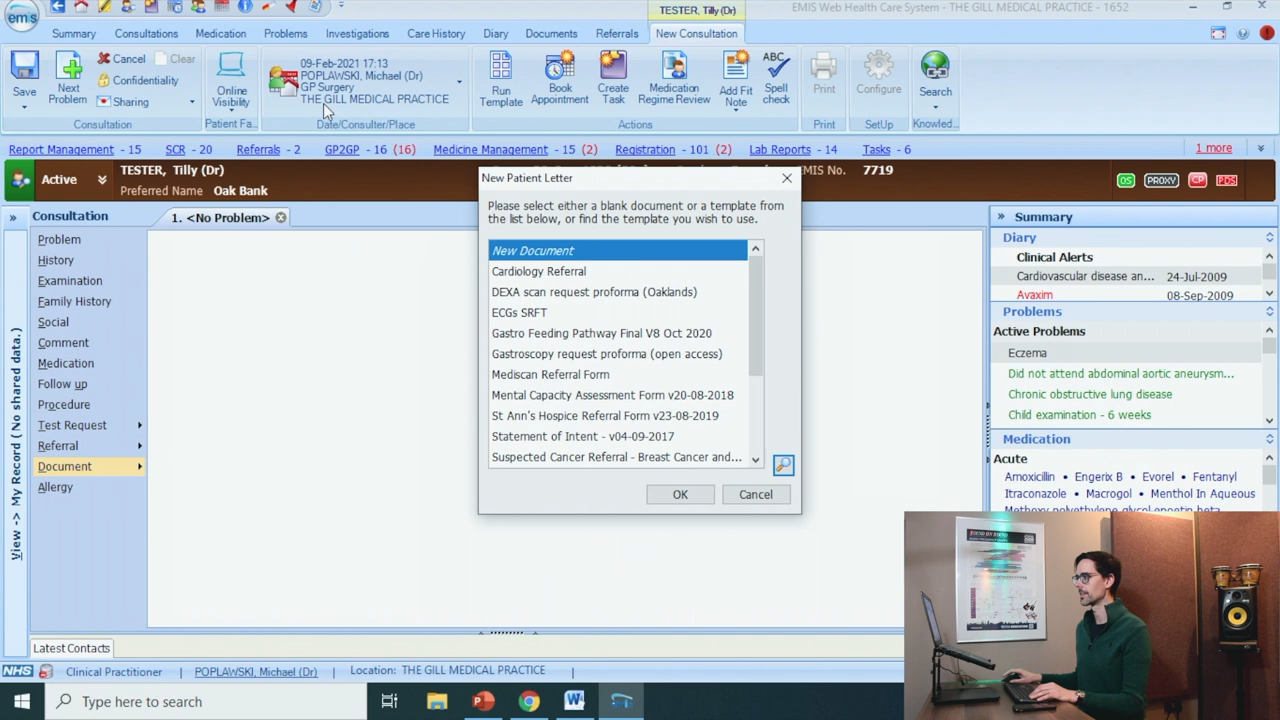 emis
TESTER, Tilly (Dr)
EMIS Web Health Care System - THE GILL MEDICAL PRACTICE - 1652
Summary
Consultations
Medication
Problems
Investigations
Care History
Diary
Documents
Referrals
New Consultation
Save
Next Problem
Cancel
Clear
Confidentiality
Sharing
Consultation
Online Visibility
Patient Fa...
09-Feb-2021 17:13
POPLAWSKI, Michael (Dr)
GP Surgery
THE GILL MEDICAL PRACTICE
Date/Consulter/Place
Run Template
Book Appointment
Create Task
Medication Regime Review
Add Fit Note
ABC
Spell check
Actions
Print
Print
Configure
SetUp
Search
Knowled...
Report Management - 15
SCR - 20
Referrals - 2
GP2GP - 16 (16)
Medicine Management - 15 (2)
Registration - 101 (2)
Lab Reports - 14
Tasks - 6
1 more
Active
TESTER, Tilly (Dr)
EMIS No. 7719
Preferred Name Oak Bank
OS
PROXY
CP
PDS
View -> My Record ( No shared data. )
Consultation
Problem
History
Examination
Family History
Social
Comment
Medication
Follow up
Procedure
Test Request
Referral
Document
Allergy
1. <No Problem>
New Patient Letter
Please select either a blank document or a template from
the list below, or find the template you wish to use.
New Document
Cardiology Referral
DEXA scan request proforma (Oaklands)
ECGs SRFT
Gastro Feeding Pathway Final V8 Oct 2020
Gastroscopy request proforma (open access)
Mediscan Referral Form
Mental Capacity Assessment Form v20-08-2018
St Ann's Hospice Referral Form v23-08-2019
Statement of Intent - v04-09-2017
Suspected Cancer Referral - Breast Cancer and...
OK
Cancel
Summary
Diary
Clinical Alerts
Cardiovascular disease an... 24-Jul-2009
Avaxim 08-Sep-2009
Problems
Active Problems
Eczema
Did not attend abdominal aortic aneurysm...
Chronic obstructive lung disease
Child examination - 6 weeks
Medication
Acute
Amoxicillin • Engerix B • Evorel • Fentanyl
Itraconazole • Macrogol • Menthol In Aqueous
Latest Contacts
NHS
Clinical Practitioner
POPLAWSKI, Michael (Dr)
Location: THE GILL MEDICAL PRACTICE
Type here to search